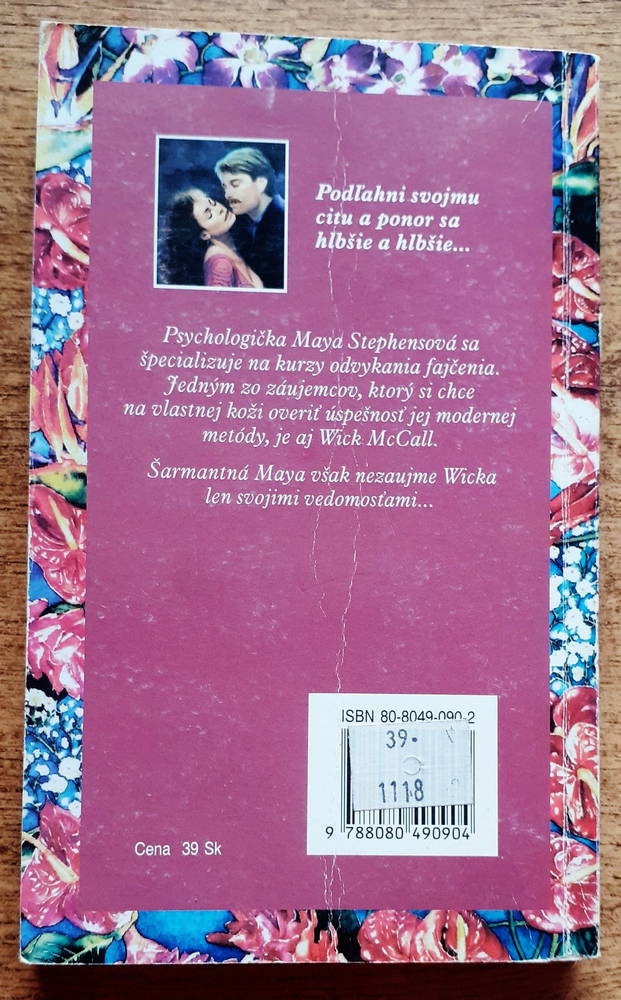 Podľahni svojmu
citu a ponor sa
hlbšie a hlbšie...
Psychologička Maya Stephensová sa
špecializuje na kurzy odvykania fajčenia.
Jedným zo záujemcov, ktorý si chce
na vlastnej koži overiť úspešnosť jej modernej
metódy, je aj Wick McCall.
Šarmantná Maya však nezaujme Wicka
len svojimi vedomosťami...
ISBN 80-8049-090-2
39.
1118
9 788080 490904
Cena 39 Sk